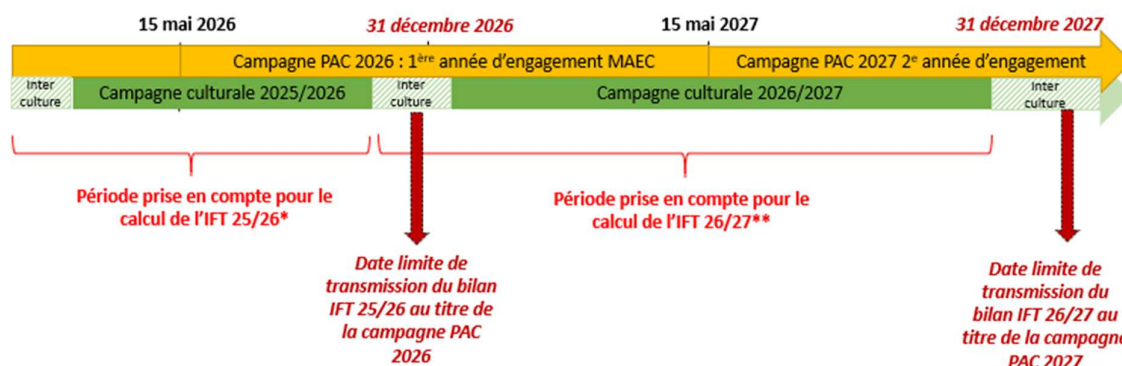 15 mai 2026
31 décembre 2026
15 mai 2027
31 décembre 2027
Campagne PAC 2026 : 1ère année d'engagement MAEC
Campagne PAC 2027 2e année d'engagement
Inter
culture
Campagne culturale 2025/2026
Inter
culture
Campagne culturale 2026/2027
Inter
culture
Période prise en compte pour le
calcul de l'IFT 25/26*
Période prise en compte pour le
calcul de l'IFT 26/27**
Date limite de
transmission du bilan
IFT 25/26 au titre de
la campagne PAC
2026
Date limite de
transmission du
bilan IFT 26/27 au
titre de la campagne
PAC 2027